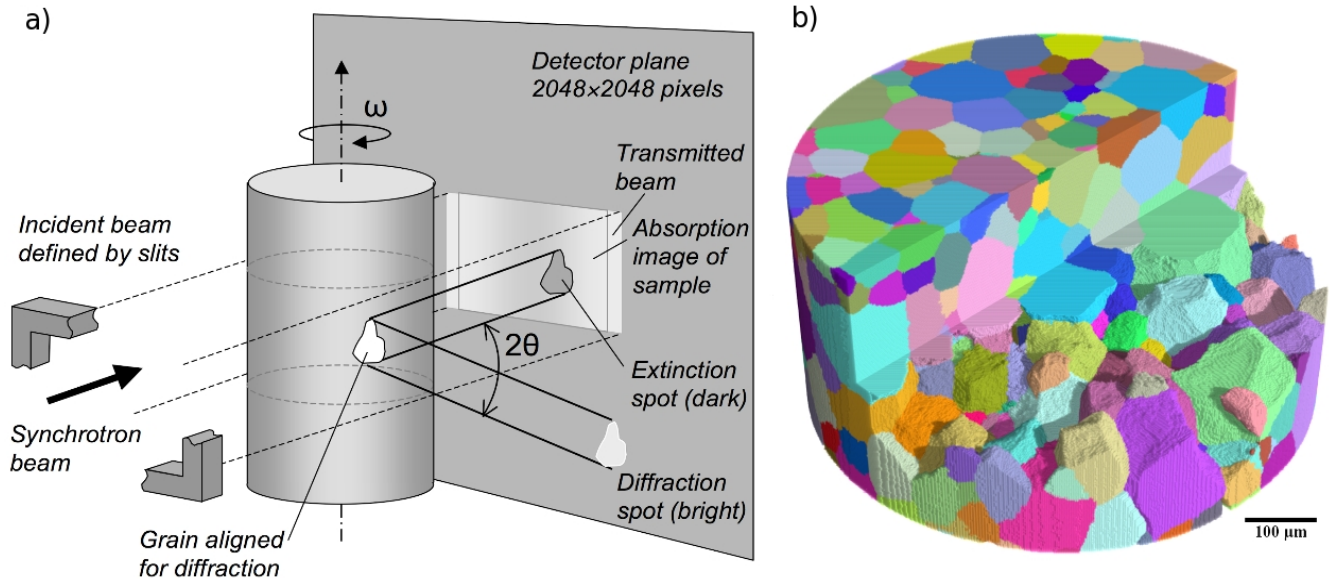 a)
ω
Detector plane
2048×2048 pixels
Transmitted
beam
Absorption
image of
sample
Incident beam
defined by slits
2θ
Extinction
spot (dark)
Synchrotron
beam
Diffraction
spot (bright)
Grain aligned
for diffraction
b)
100 μm